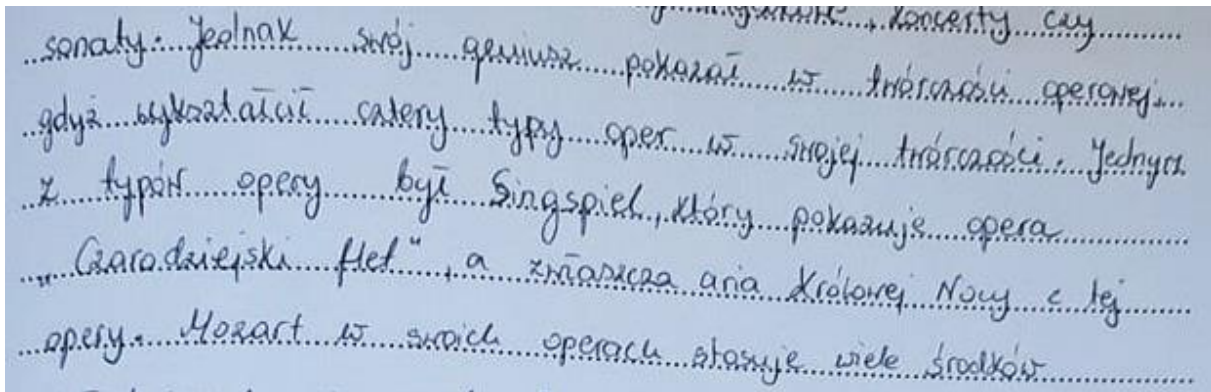 koncerty czy
sonaty. Jednak swój geniusz pokazał w twórczości operowej.
gdyż wykształcił cztery typy oper w swojej twórczości. Jednym
z typów opery był Singspiel, który pokazuje opera
„Czarodziejski flet", a zwłaszcza aria Królowej Nocy z tej
opery. Mozart w swoich operach stosuje wiele środków